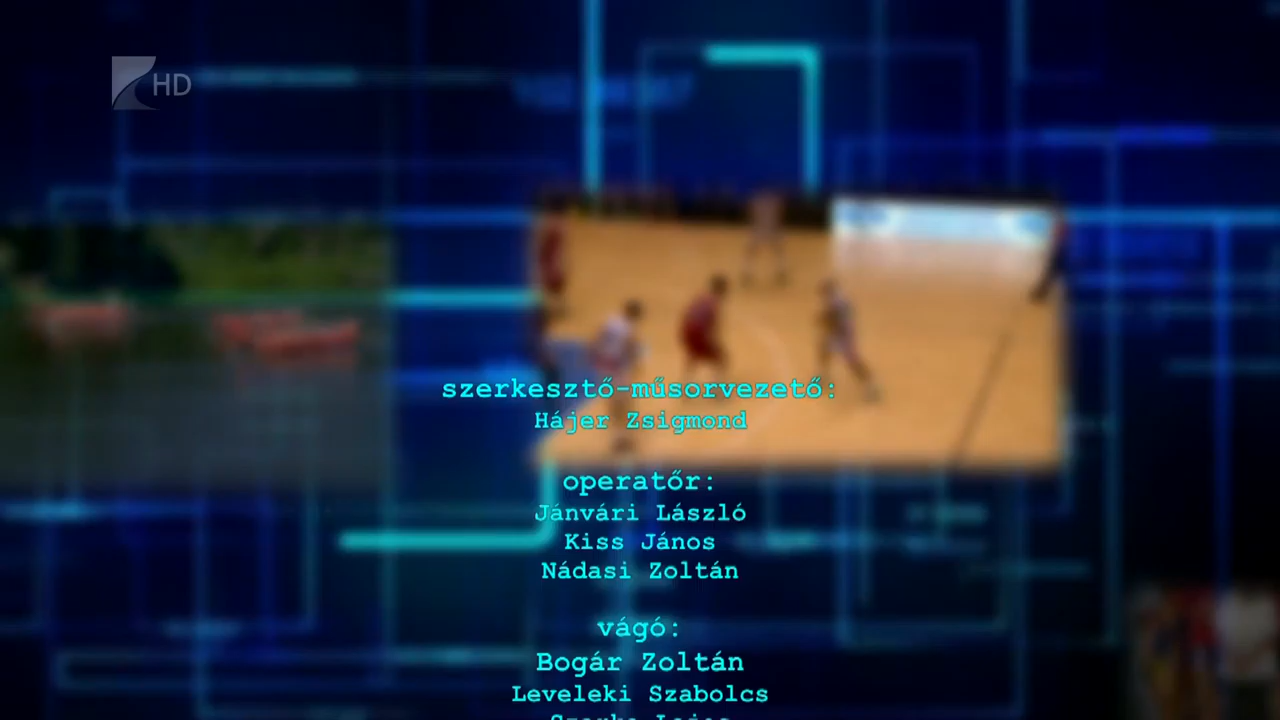 HD
szerkesztő-műsorvezető:
Hájer Zsigmond
operatőr:
Jánvári László
Kiss János
Nádasi Zoltán
vágó:
Bogár Zoltán
Leveleki Szabolcs